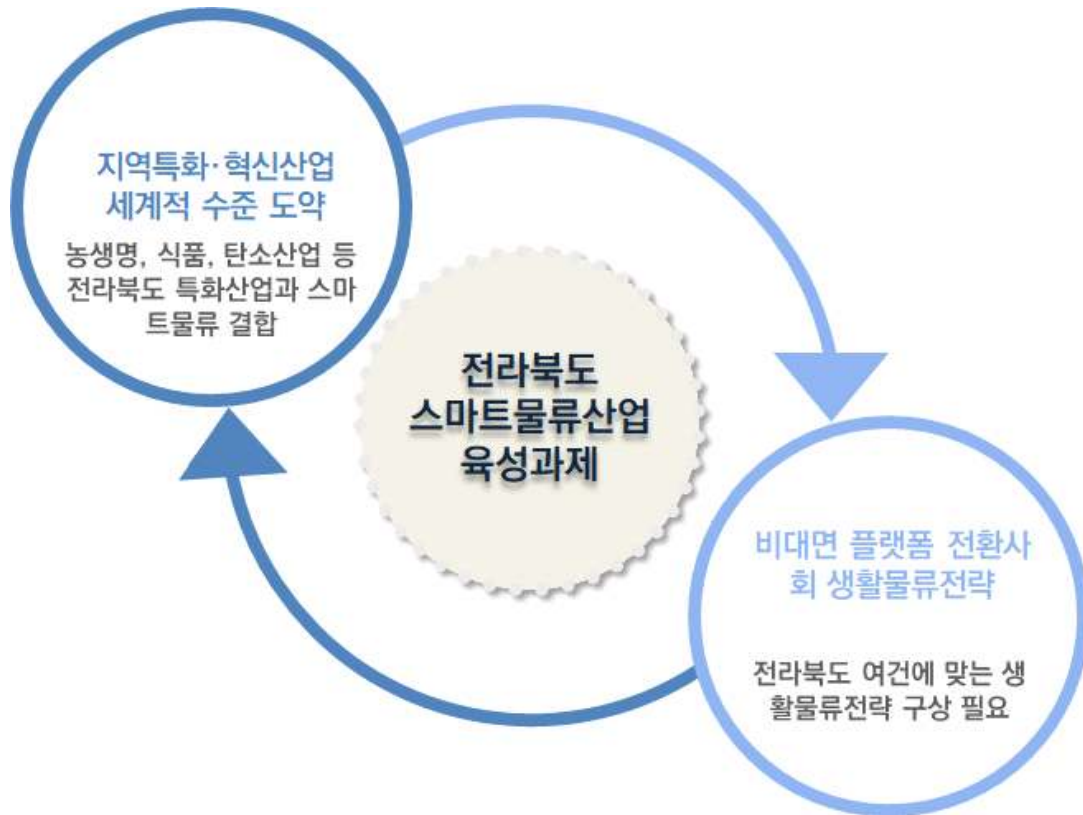 지역특화·혁신산업
세계적 수준 도약
농생명, 식품, 탄소산업 등
전라북도 특화산업과 스마
트물류 결합
전라북도
스마트물류산업
육성과제
비대면 플랫폼 전환사
회 생활물류전략
전라북도 여건에 맞는 생
활물류전략 구상 필요